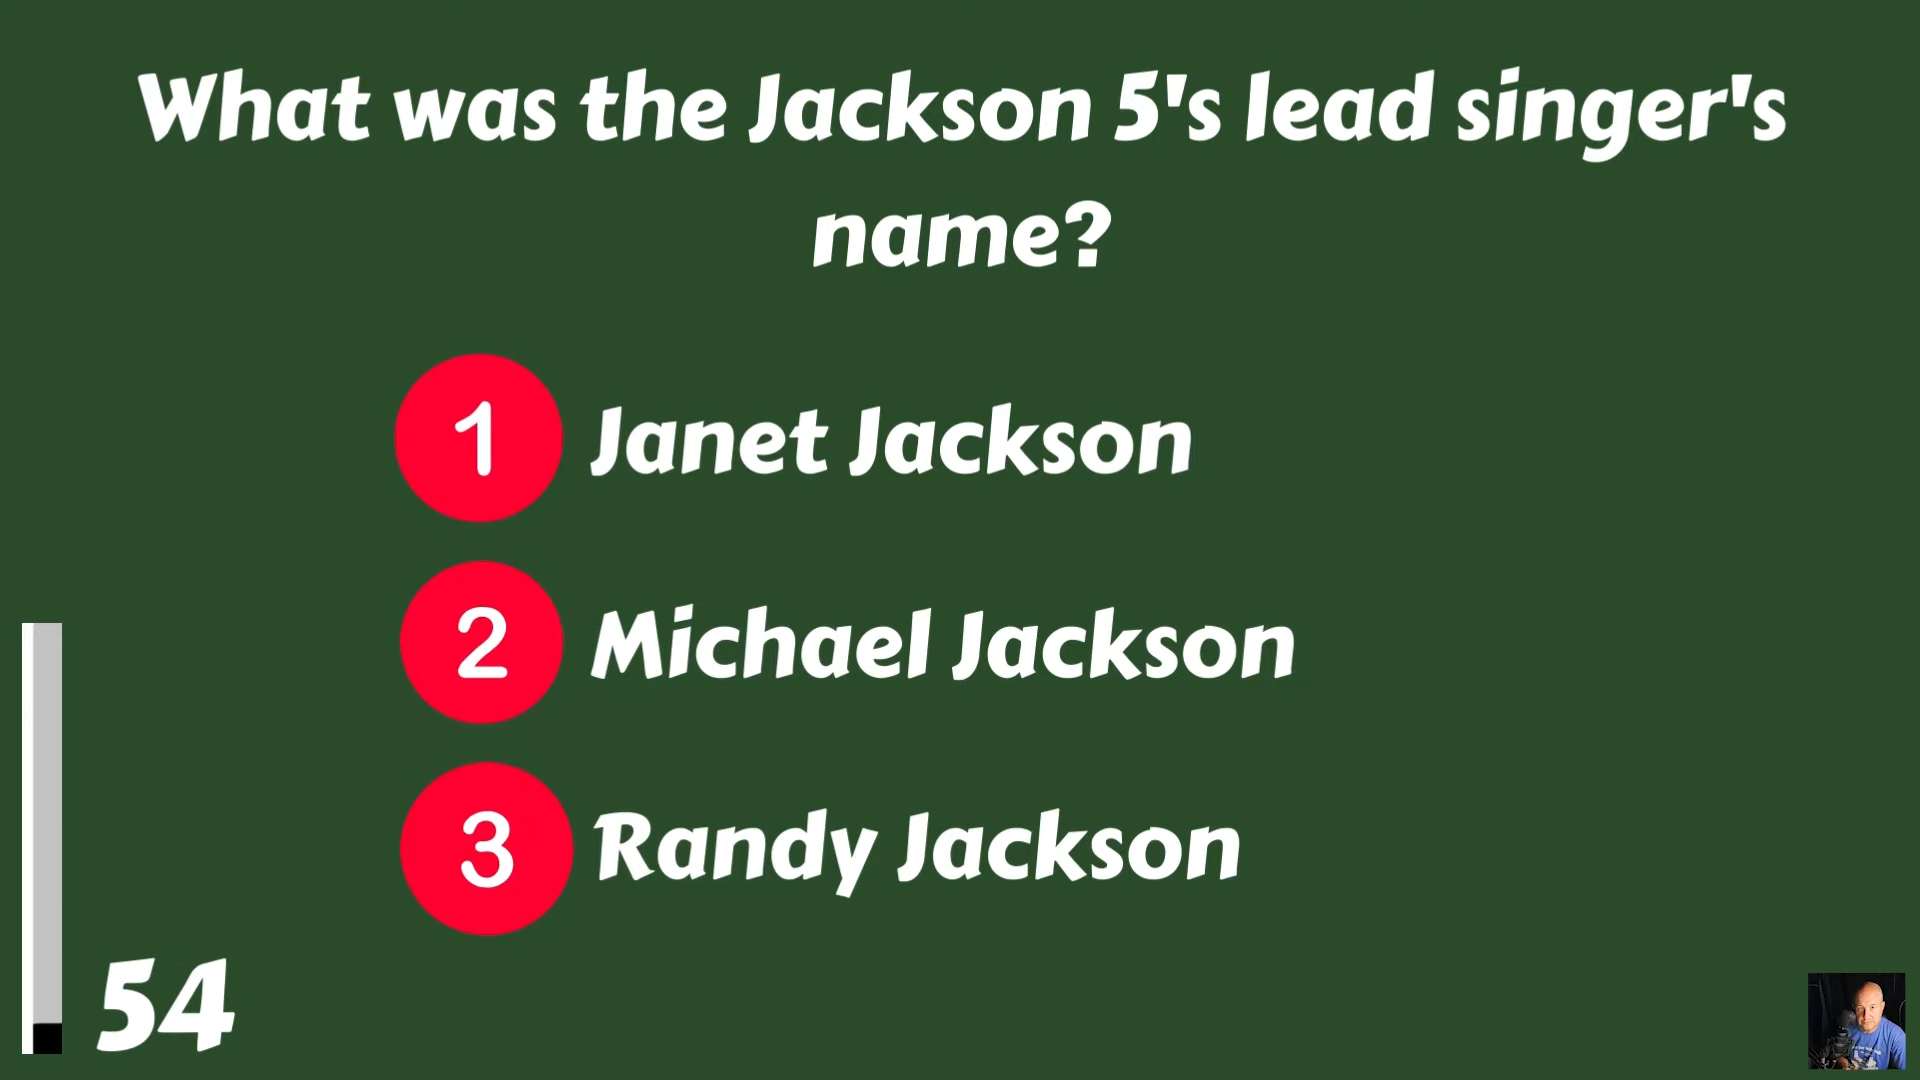 What was the Jackson 5's lead singer's
name?
1 Janet Jackson
2 Michael Jackson
3 Randy Jackson
54